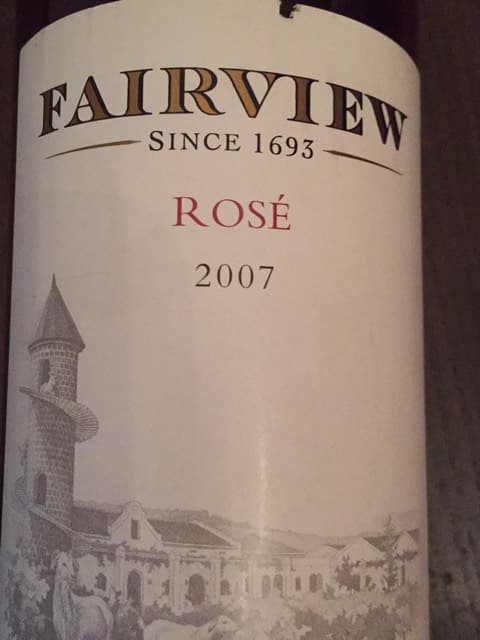 FAIRVIEW
SINCE 1693
ROSÉ
2007